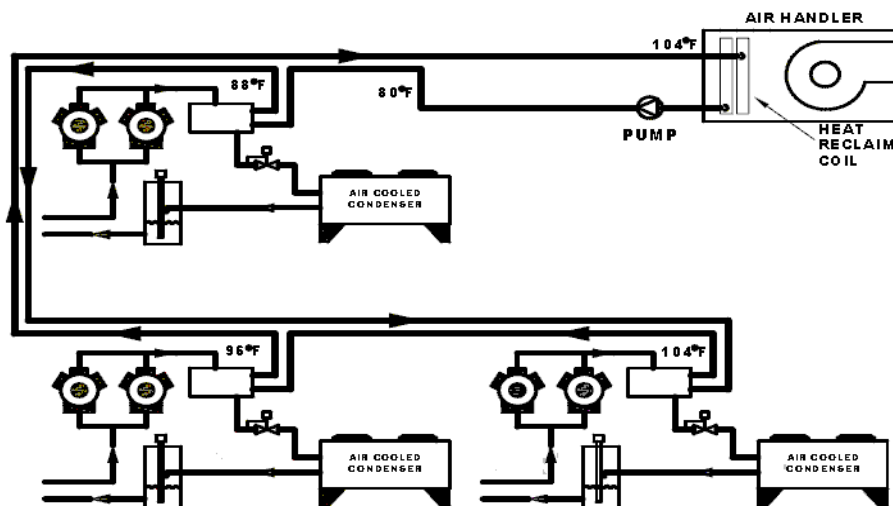 AIR HANDLER
104°F
88°F
80°F
PUMP
HEAT
RECLAIM
COIL
AIR COOLED
CONDENSER
96°F
104°F
AIR COOLED
CONDENSER
AIR COOLED
CONDENSER